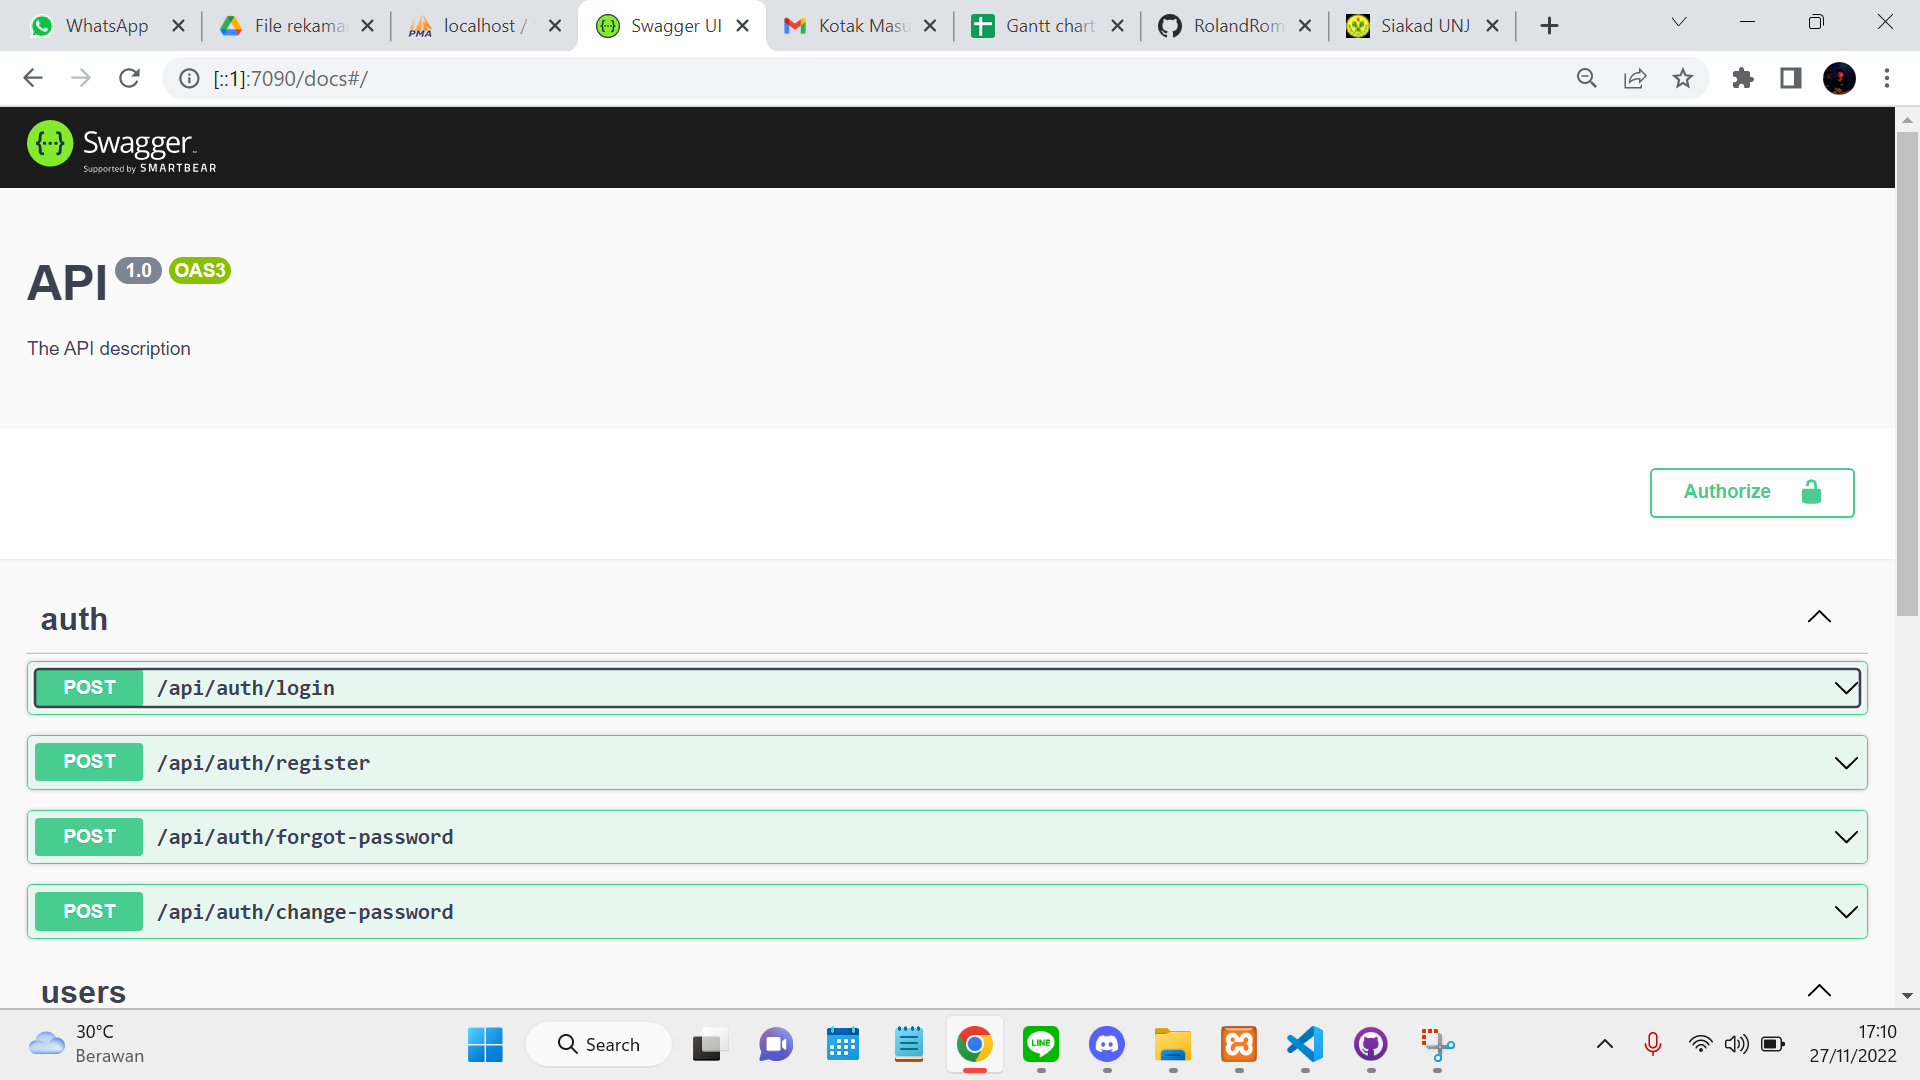 WhatsApp
File rekama
localhost /
Swagger UI
Kotak Masu
Gantt chart
RolandRom
Siakad UNJ
[::1]:7090/docs#/
Swagger
Supported by SMARTBEAR
API 1.0 OAS3
The API description
Authorize
auth
POST /api/auth/login
POST /api/auth/register
POST /api/auth/forgot-password
POST /api/auth/change-password
users
30°C
Berawan
Search
LINE
17:10
27/11/2022